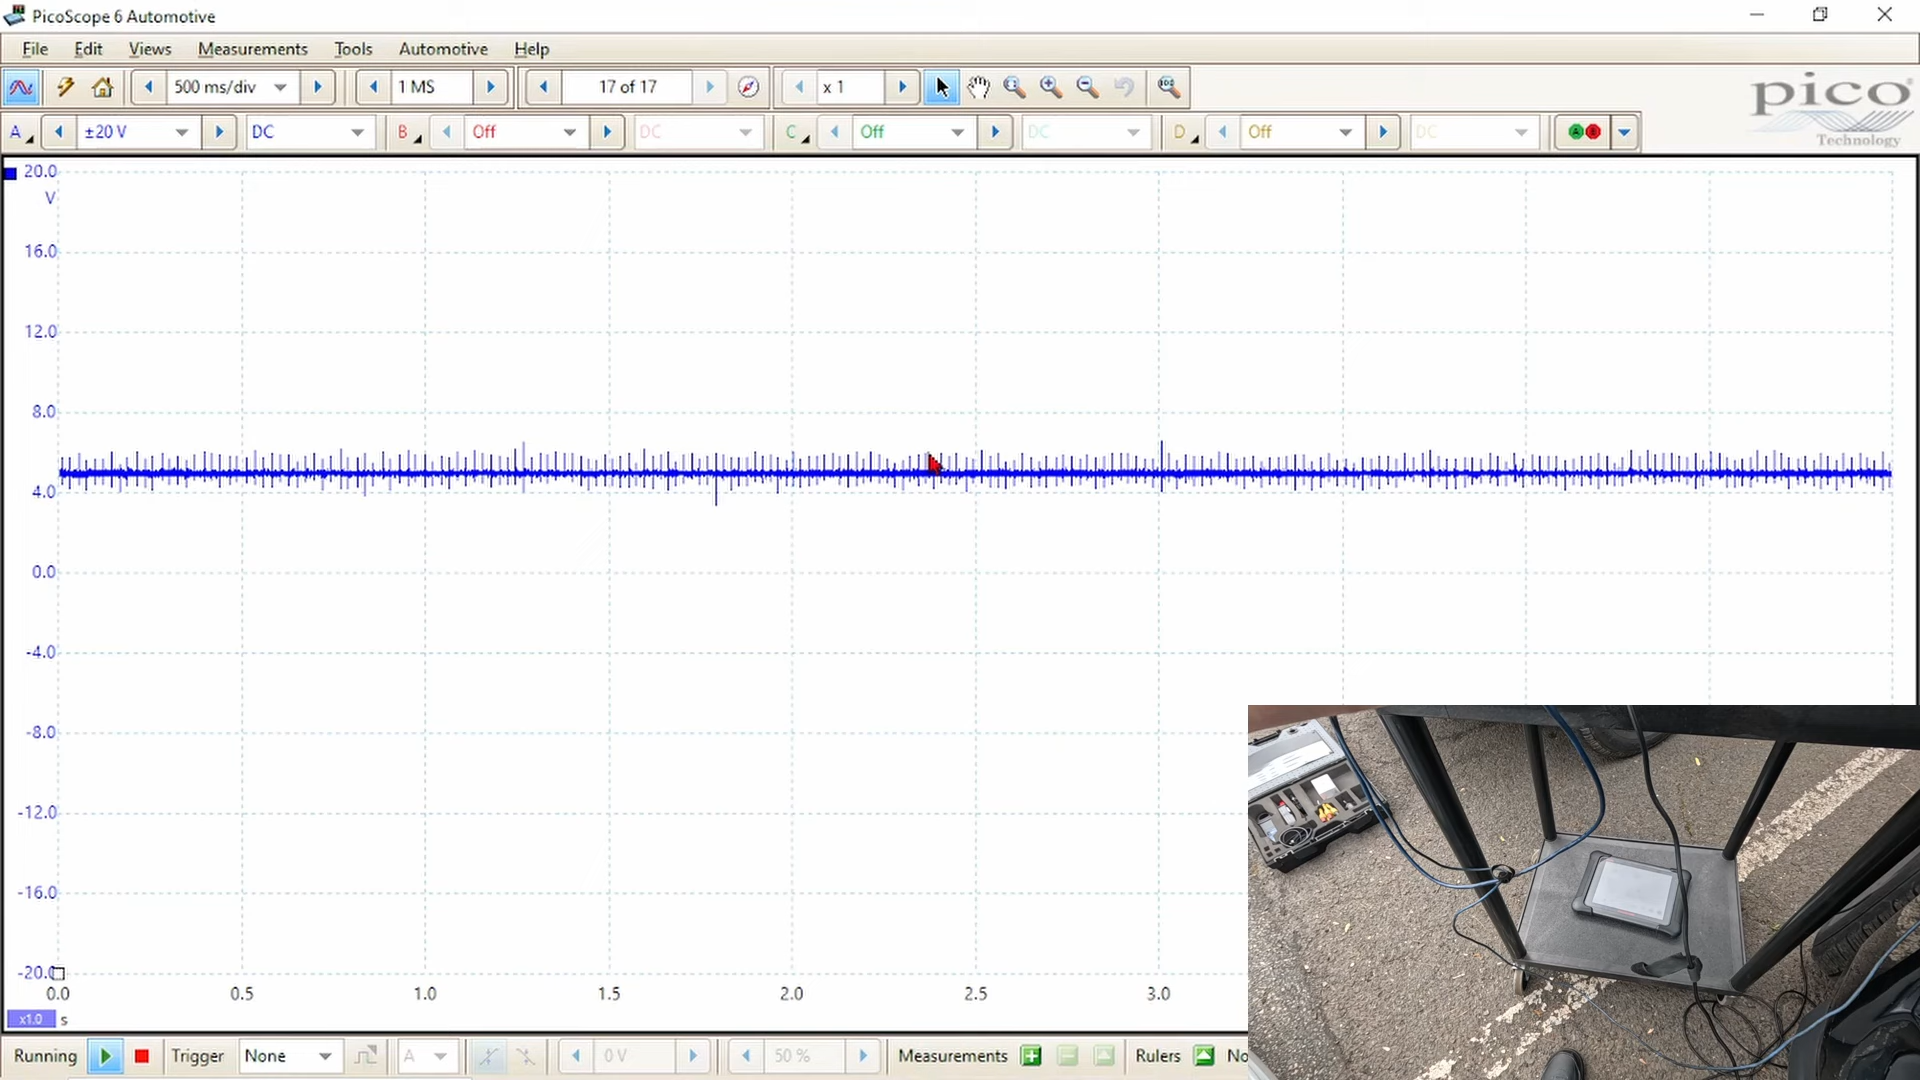 PicoScope 6 Automotive
File Edit Views Measurements Tools Automotive Help
500 ms/div 1 MS 17 of 17 x 1
pico
Technology
A ±20 V DC B Off DC C Off DC D Off DC
20.0
V
16.0
12.0
8.0
4.0
0.0
-4.0
-8.0
-12.0
-16.0
-20.0
0.0 0.5 1.0 1.5 2.0 2.5 3.0
x1.0 s
Running Trigger None A 0 V 50 % Measurements Rulers No